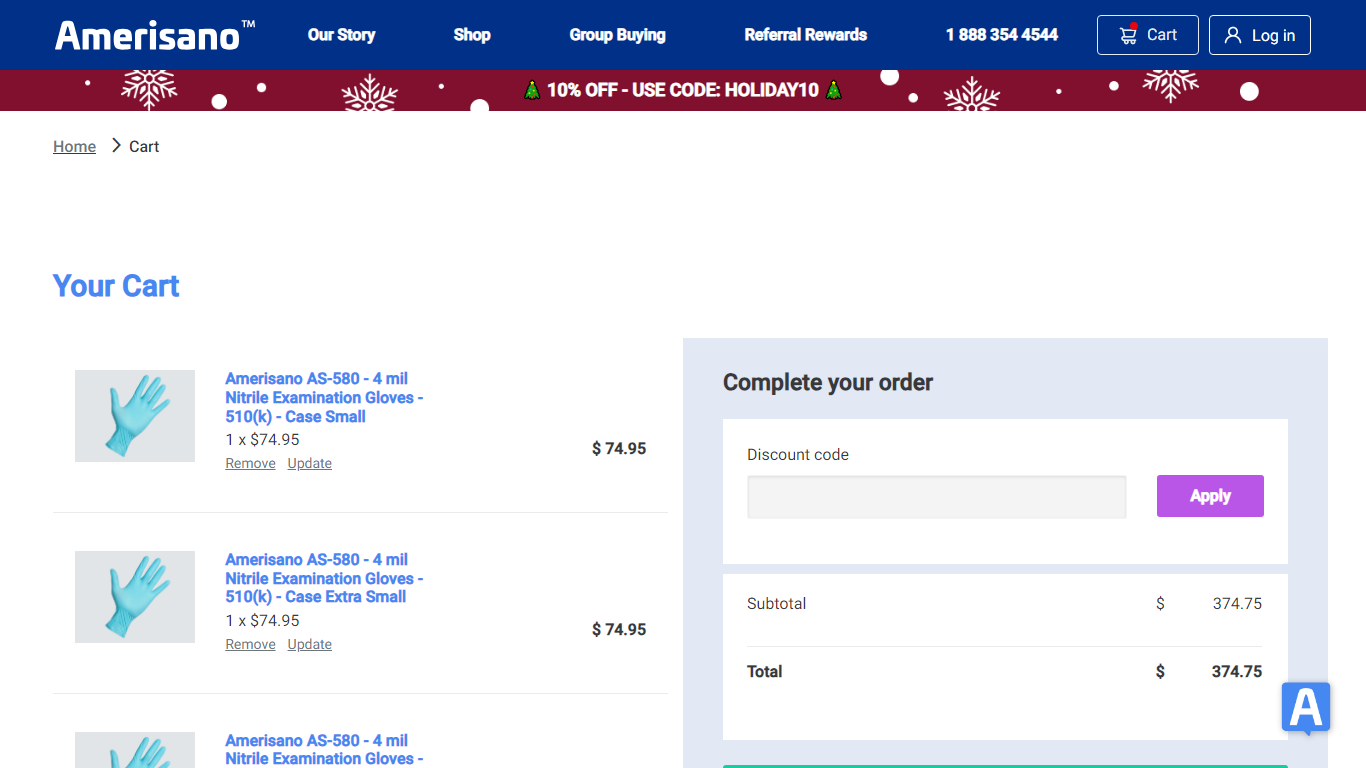 Amerisano™
Our Story
Shop
Group Buying
Referral Rewards
1 888 354 4544
Cart
Log in
10% OFF - USE CODE: HOLIDAY10
Home
Cart
Your Cart
Amerisano AS-580 - 4 mil
Nitrile Examination Gloves -
510(k) - Case Small
1 x $74.95
Remove Update
$ 74.95
Amerisano AS-580 - 4 mil
Nitrile Examination Gloves -
510(k) - Case Extra Small
1 x $74.95
Remove Update
$ 74.95
Amerisano AS-580 - 4 mil
Nitrile Examination Gloves -
Complete your order
Discount code
Apply
Subtotal $ 374.75
Total $ 374.75
A